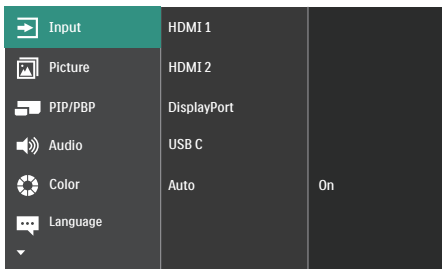 Input HDMI 1
Picture HDMI 2
PIP/PBP DisplayPort
Audio USB C
Color Auto On
Language